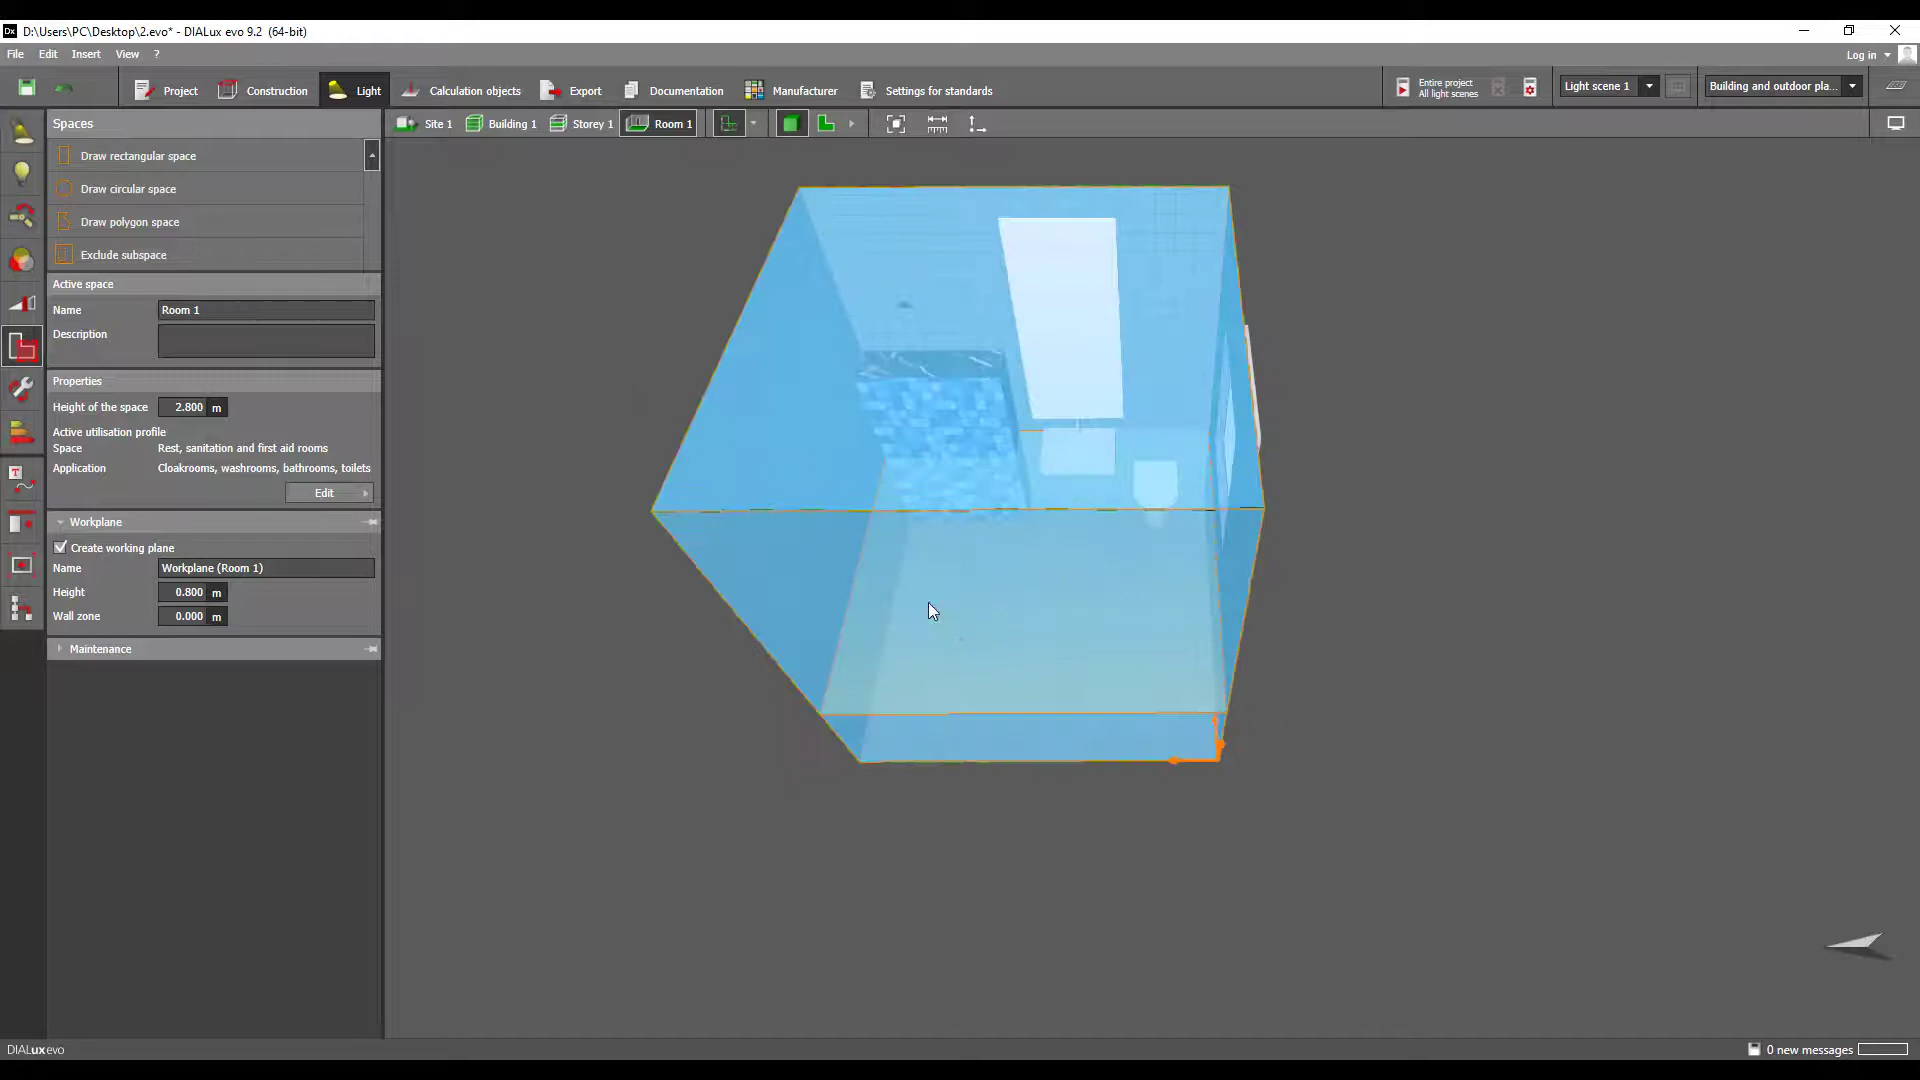 D:\Users\PC\Desktop\2.evo* - DIALux evo 9.2 (64-bit)
File Edit Insert View ?
Log in
Project Construction Light Calculation objects Export Documentation Manufacturer Settings for standards
Entire project
All light scenes
Light scene 1
Building and outdoor pla...
Spaces
Site 1 Building 1 Storey 1 Room 1
Draw rectangular space
Draw circular space
Draw polygon space
Exclude subspace
Active space
Name Room 1
Description
Properties
Height of the space 2.800 m
Active utilisation profile
Space Rest, sanitation and first aid rooms
Application Cloakrooms, washrooms, bathrooms, toilets
Edit
Workplane
Create working plane
Name Workplane (Room 1)
Height 0.800 m
Wall zone 0.000 m
Maintenance
DIALux evo
0 new messages